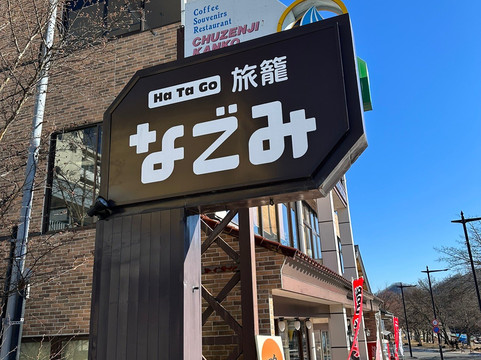 Coffee
Souvenirs
Restaurant
CHUZENJI
KANKO
Ha Ta Go 旅籠
なごみ